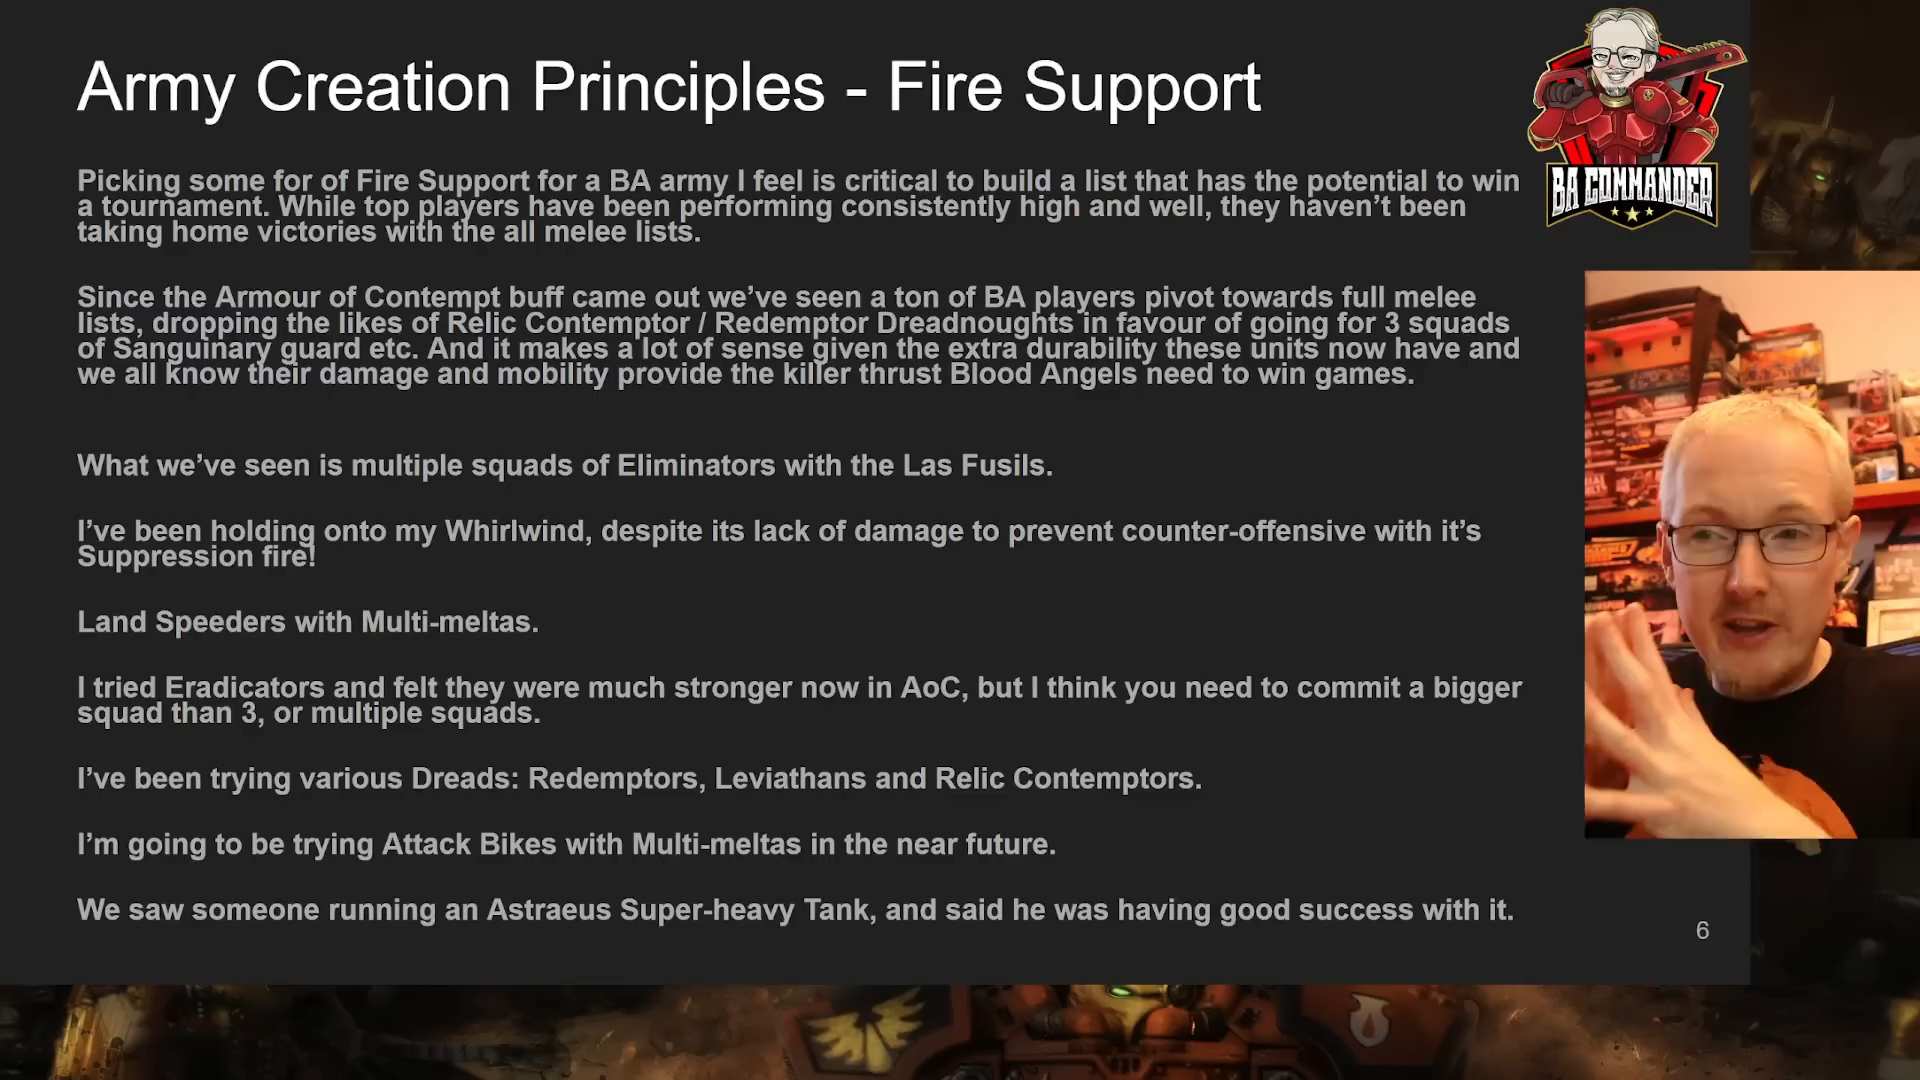 Army Creation Principles - Fire Support
Picking some for of Fire Support for a BA army I feel is critical to build a list that has the potential to win
a tournament. While top players have been performing consistently high and well, they haven't been
taking home victories with the all melee lists.
Since the Armour of Contempt buff came out we've seen a ton of BA players pivot towards full melee
lists, dropping the likes of Relic Contemptor / Redemptor Dreadnoughts in favour of going for 3 squads
of Sanguinary guard etc. And it makes a lot of sense given the extra durability these units now have and
we all know their damage and mobility provide the killer thrust Blood Angels need to win games.
What we've seen is multiple squads of Eliminators with the Las Fusils.
I've been holding onto my Whirlwind, despite its lack of damage to prevent counter-offensive with it's
Suppression fire!
Land Speeders with Multi-meltas.
I tried Eradicators and felt they were much stronger now in AoC, but I think you need to commit a bigger
squad than 3, or multiple squads.
I've been trying various Dreads: Redemptors, Leviathans and Relic Contemptors.
I'm going to be trying Attack Bikes with Multi-meltas in the near future.
We saw someone running an Astraeus Super-heavy Tank, and said he was having good success with it.
6
BA COMMANDER